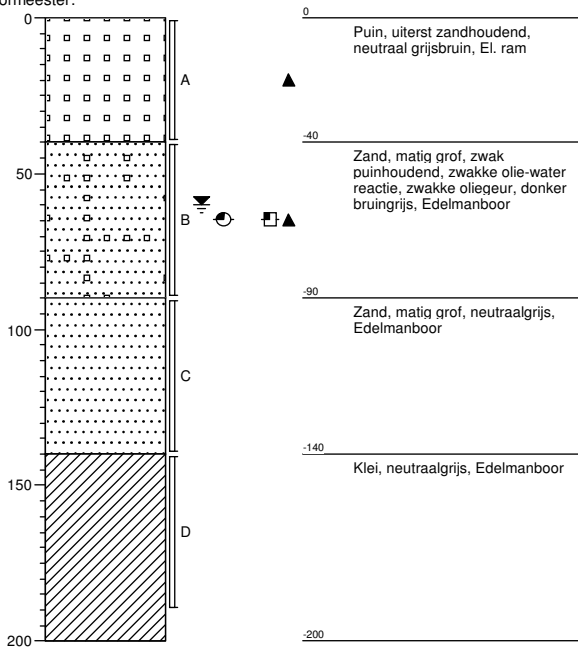 0
50
100
150
200
A
B
C
D
0
Puin, uiterst zandhoudend,
neutraal grijsbruin, El. ram
-40
Zand, matig grof, zwak
puinhoudend, zwakke olie-water
reactie, zwakke oliegeur, donker
bruingrijs, Edelmanboor
-90
Zand, matig grof, neutraalgrijs,
Edelmanboor
-140
Klei, neutraalgrijs, Edelmanboor
-200